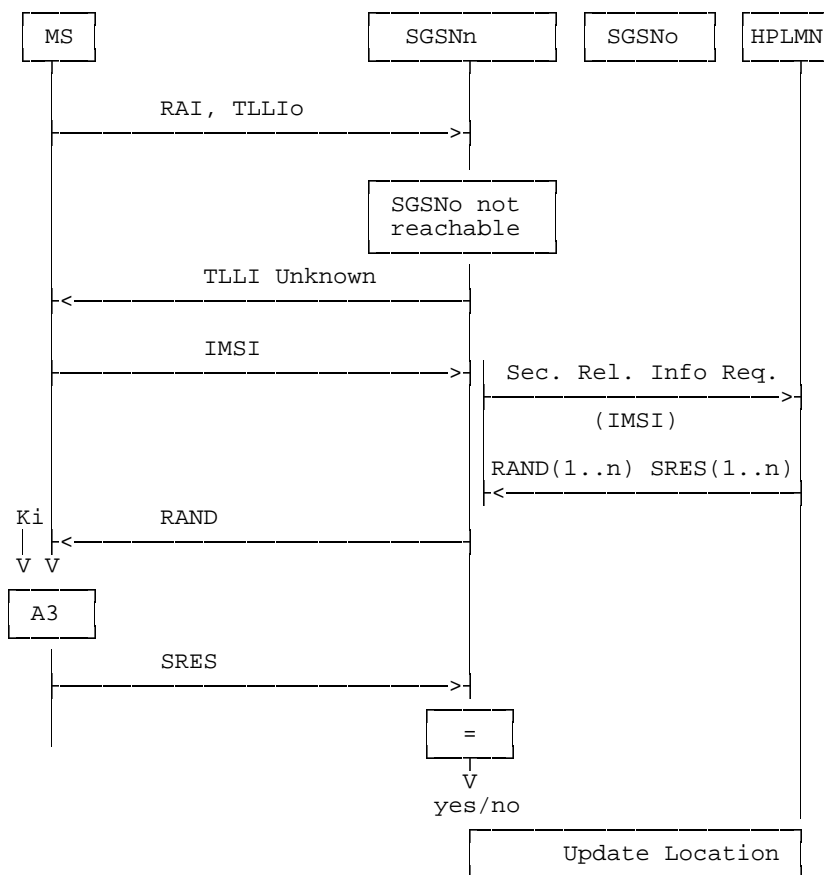 MS SGSNn SGSNo HPLMN
RAI, TLLIo
SGSNo not
reachable
TLLI Unknown
IMSI
Sec. Rel. Info Req.
(IMSI)
RAND(1..n) SRES(1..n)
Ki RAND
V V
A3
SRES
=
V
yes/no
Update Location